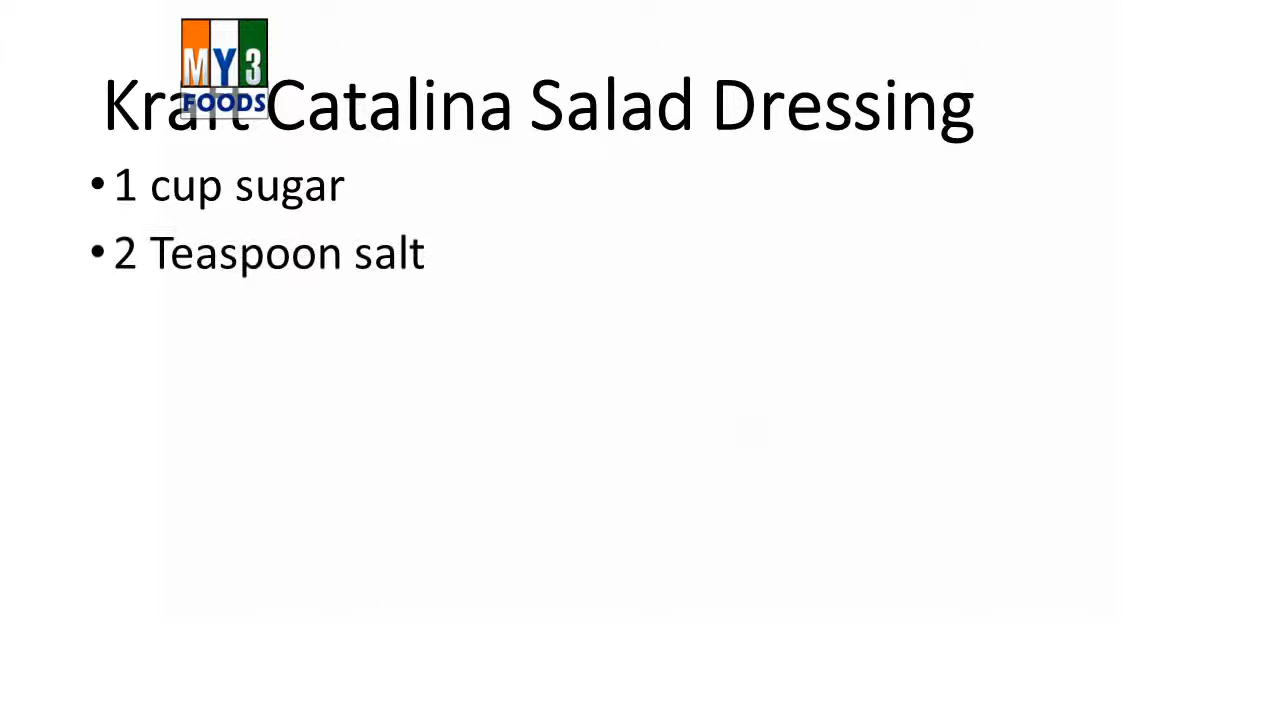 MY3
FOODS
Kraft Catalina Salad Dressing
•1 cup sugar
•2 Teaspoon salt